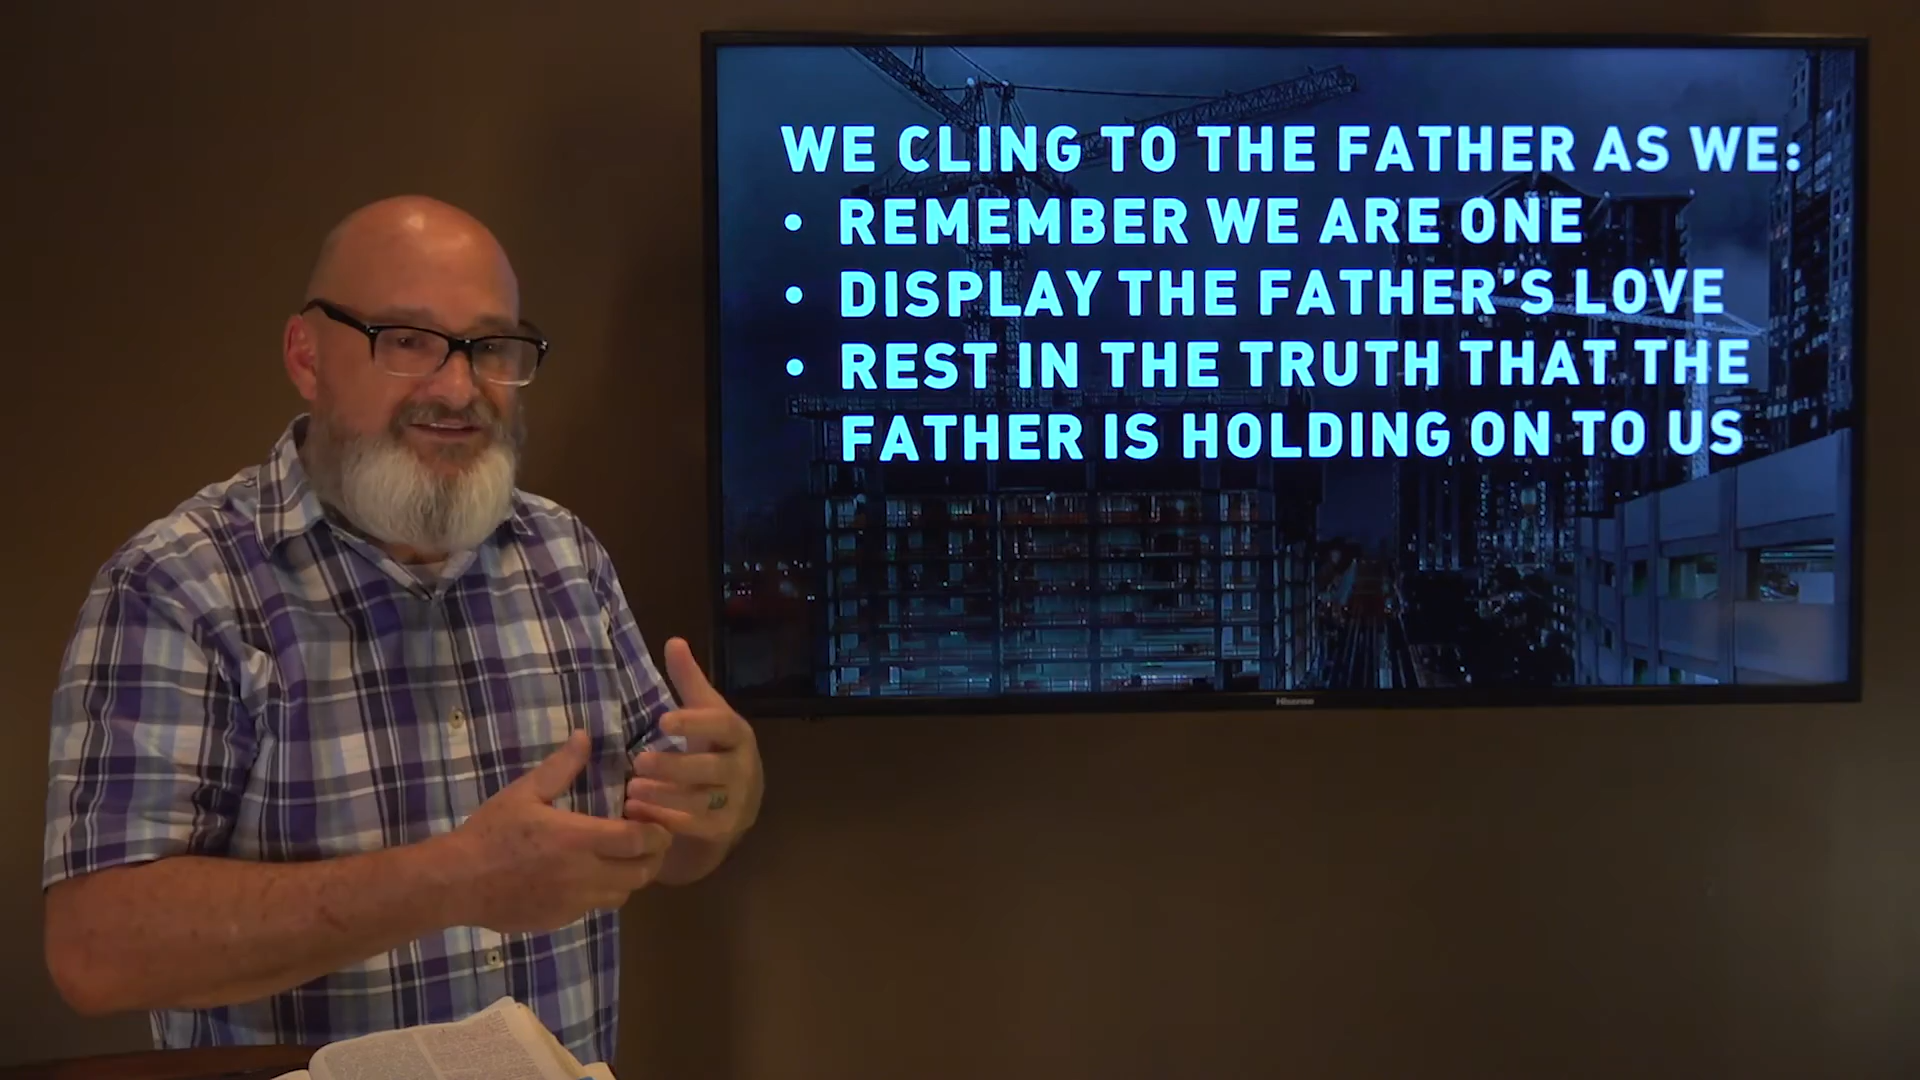 WE CLING TO THE FATHER AS WE:
• REMEMBER WE ARE ONE
• DISPLAY THE FATHER'S LOVE
• REST IN THE TRUTH THAT THE
FATHER IS HOLDING ON TO US
Hisense